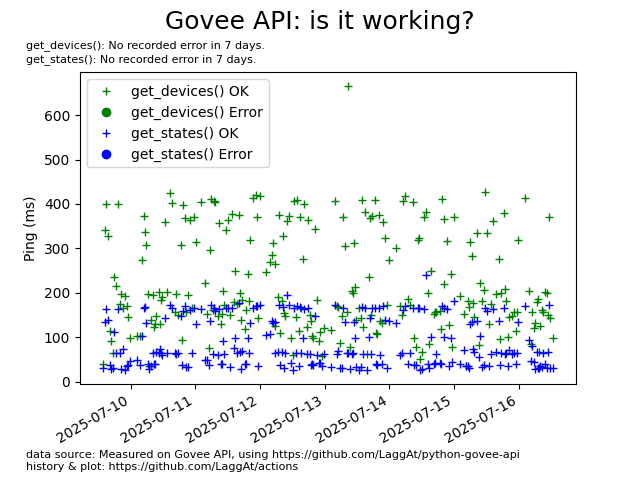 Govee API: is it working?
get_devices(): No recorded error in 7 days.
get_states(): No recorded error in 7 days.
get_devices() OK
get_devices() Error
get_states() OK
get_states() Error
Ping (ms)
600
500
400
300
200
100
0
2025-07-10
2025-07-11
2025-07-12
2025-07-13
2025-07-14
2025-07-15
2025-07-16
data source: Measured on Govee API, using https://github.com/LaggAt/python-govee-api
history & plot: https://github.com/LaggAt/actions